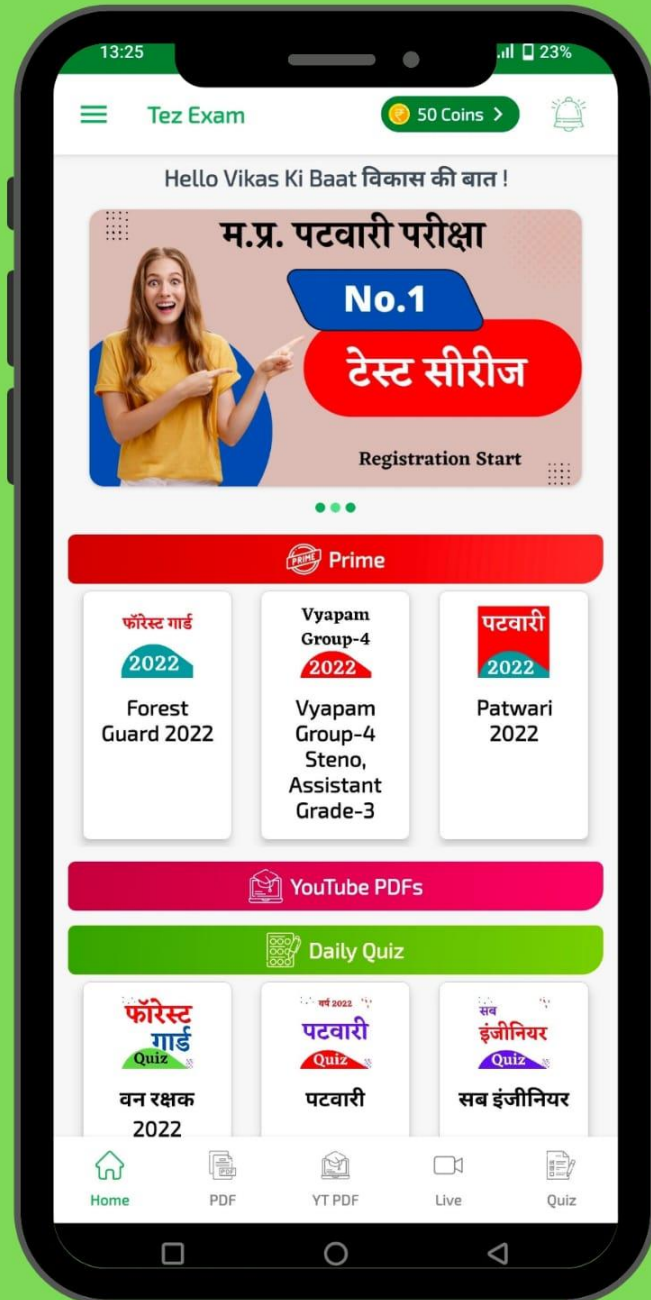 13:25
23%
Tez Exam
50 Coins >
Hello Vikas Ki Baat विकास की बात !
म.प्र. पटवारी परीक्षा
No.1
टेस्ट सीरीज
Registration Start
PRIME
Prime
फॉरेस्ट गार्ड
2022
Forest
Guard 2022
Vyapam
Group-4
2022
Vyapam
Group-4
Steno,
Assistant
Grade-3
पटवारी
2022
Patwari
2022
YouTube PDFs
Daily Quiz
फॉरेस्ट
गार्ड
Quiz
वन रक्षक
2022
वर्ष 2022
पटवारी
Quiz
पटवारी
सब
इंजीनियर
Quiz
सब इंजीनियर
Home
PDF
PDF
YT PDF
Live
Quiz